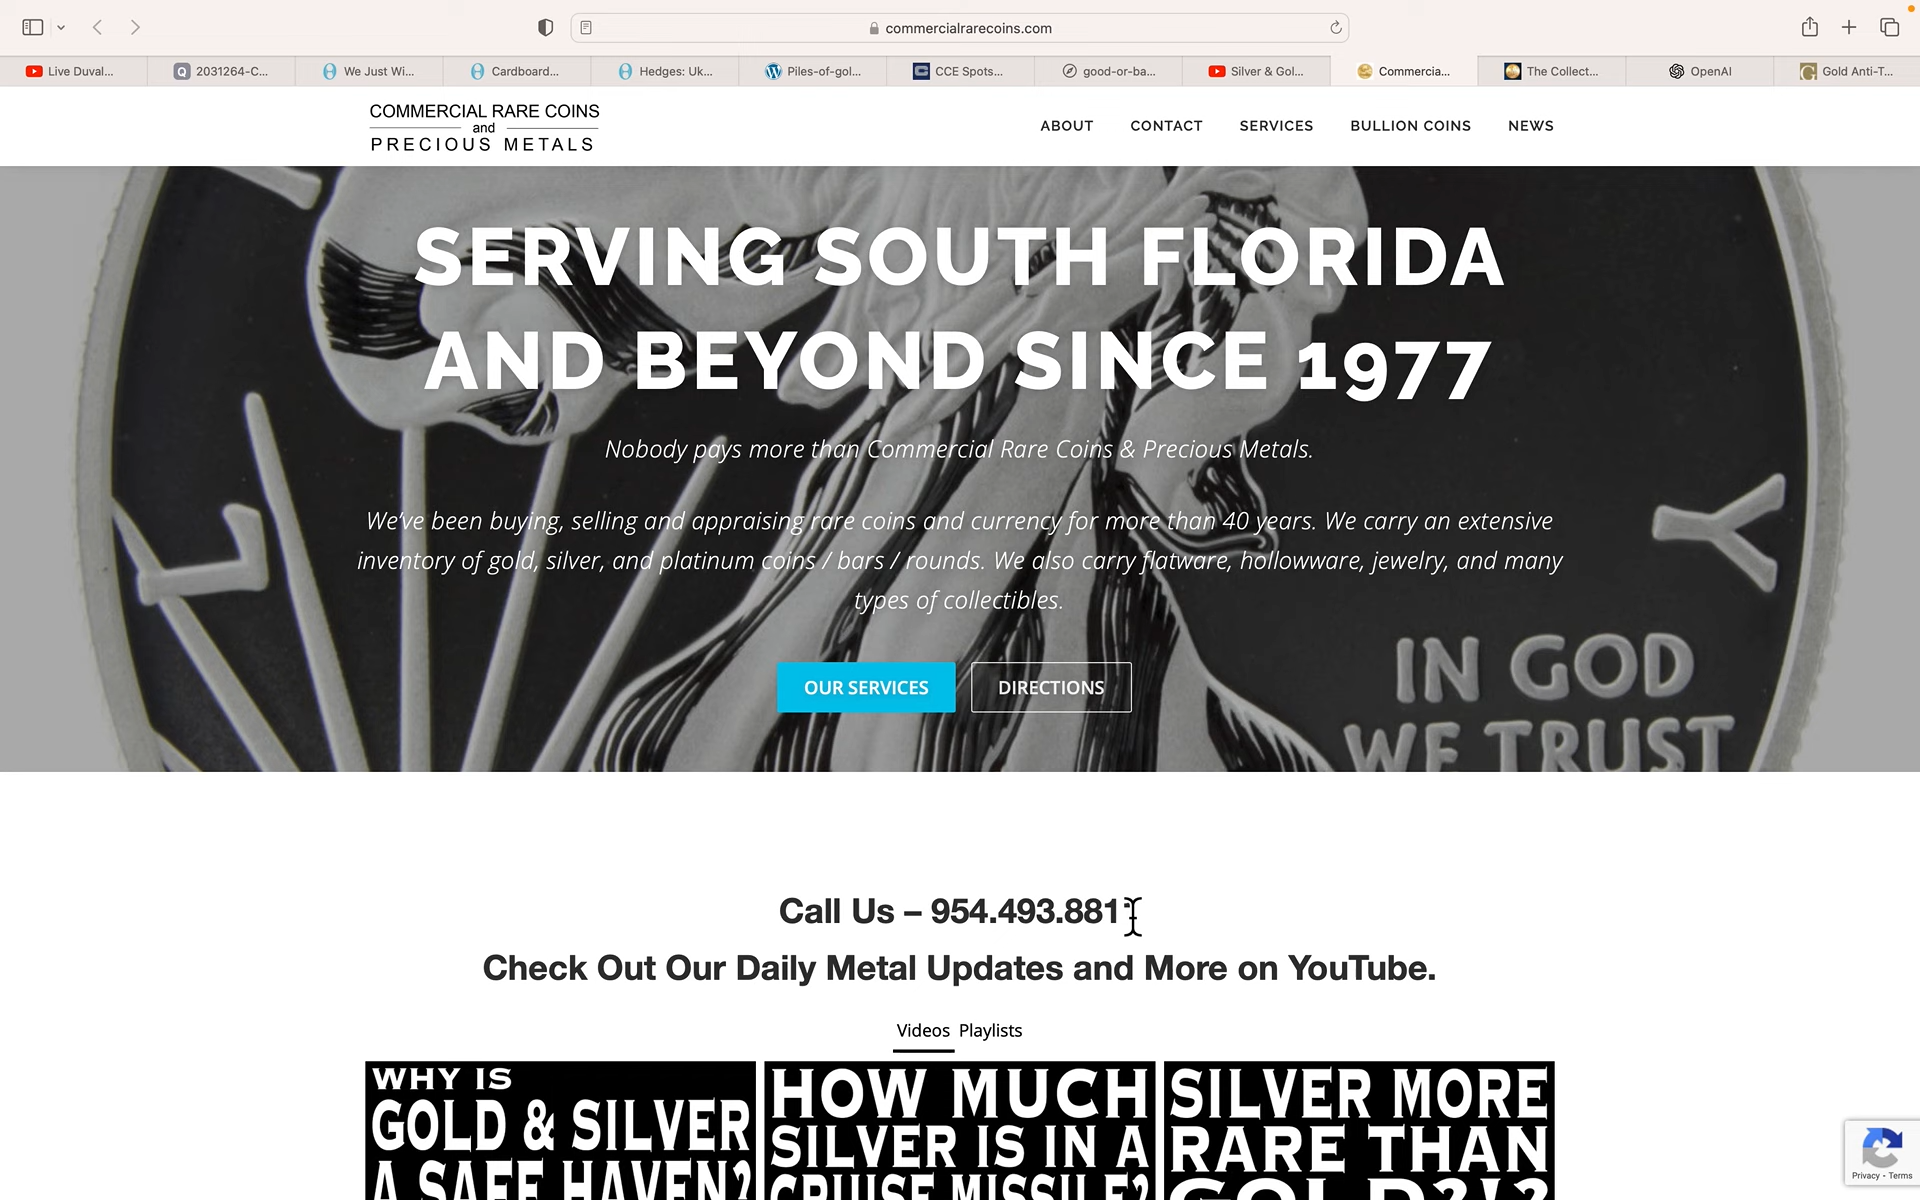 commercialrarecoins.com
Live Duval...
2031264-C...
We Just Wi...
Cardboard...
Hedges: Uk...
Piles-of-gol...
CCE Spots...
good-or-ba...
Silver & Gol...
Commercia...
The Collect...
OpenAI
Gold Anti-T...
COMMERCIAL RARE COINS
and
PRECIOUS METALS
ABOUT CONTACT SERVICES BULLION COINS NEWS
SERVING SOUTH FLORIDA
AND BEYOND SINCE 1977
Nobody pays more than Commercial Rare Coins & Precious Metals.
We've been buying, selling and appraising rare coins and currency for more than 40 years. We carry an extensive
inventory of gold, silver, and platinum coins / bars / rounds. We also carry flatware, hollowware, jewelry, and many
types of collectibles.
OUR SERVICES DIRECTIONS
L
Y
IN GOD
WE TRUST
Call Us – 954.493.881
Check Out Our Daily Metal Updates and More on YouTube.
Videos Playlists
WHY IS
GOLD & SILVER
A SAFE HAVEN?
HOW MUCH
SILVER IS IN A
CRUISE MISSILE?
SILVER MORE
RARE THAN
GOLD?!?
Privacy - Terms